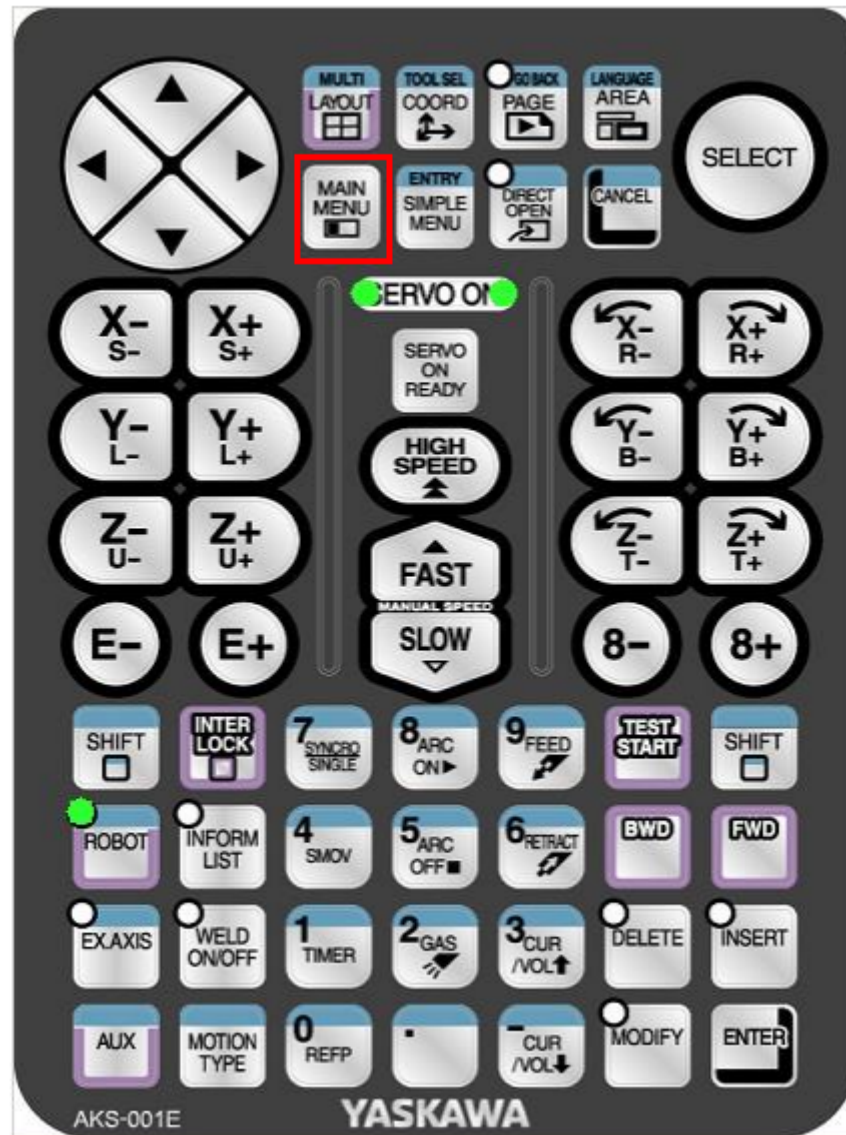 MULTI
LAYOUT
TOOL SEL
COORD
GO BACK
PAGE
LANGUAGE
AREA
SELECT
MAIN
MENU
ENTRY
SIMPLE
MENU
DIRECT
OPEN
CANCEL
SERVO ON
X-
S-
X+
S+
SERVO
ON
READY
X-
R-
X+
R+
Y-
L-
Y+
L+
HIGH
SPEED
Y-
B-
Y+
B+
Z-
U-
Z+
U+
FAST
MANUAL SPEED
SLOW
Z-
T-
Z+
T+
E-
E+
8-
8+
SHIFT
INTER
LOCK
7
SYNCRO
SINGLE
8
ARC
ON▶
9
FEED
TEST
START
SHIFT
ROBOT
INFORM
LIST
4
SMOV
5
ARC
OFF■
6
RETRACT
BWD
FWD
EX.AXIS
WELD
ON/OFF
1
TIMER
2
GAS
3
CUR
/VOL⬆
DELETE
INSERT
AUX
MOTION
TYPE
0
REFP
.
-
CUR
/VOL⬇
MODIFY
ENTER
AKS-001E
YASKAWA